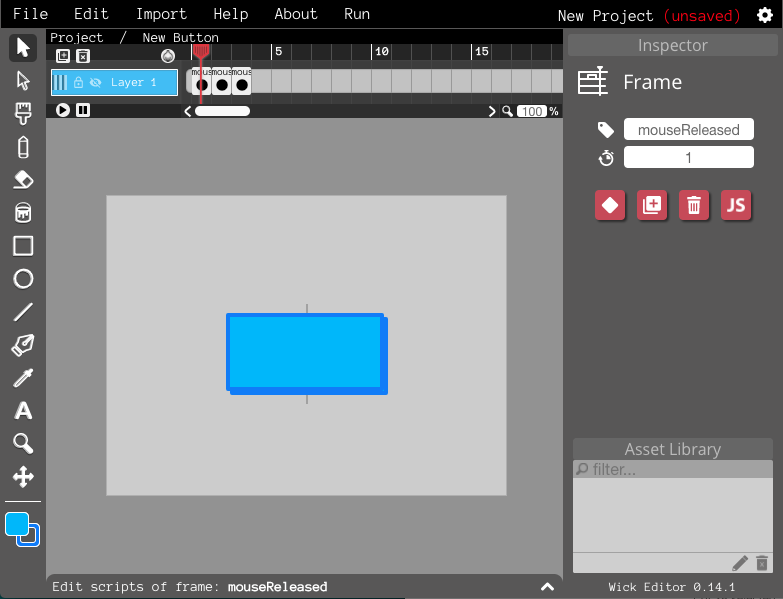 File Edit Import Help About Run New Project (unsaved)
Project / New Button
Inspector
5 10 15
mous mous mous
Layer 1
Frame
100 %
mouseReleased
1
JS
A
Asset Library
filter...
Edit scripts of frame: mouseReleased
Wick Editor 0.14.1